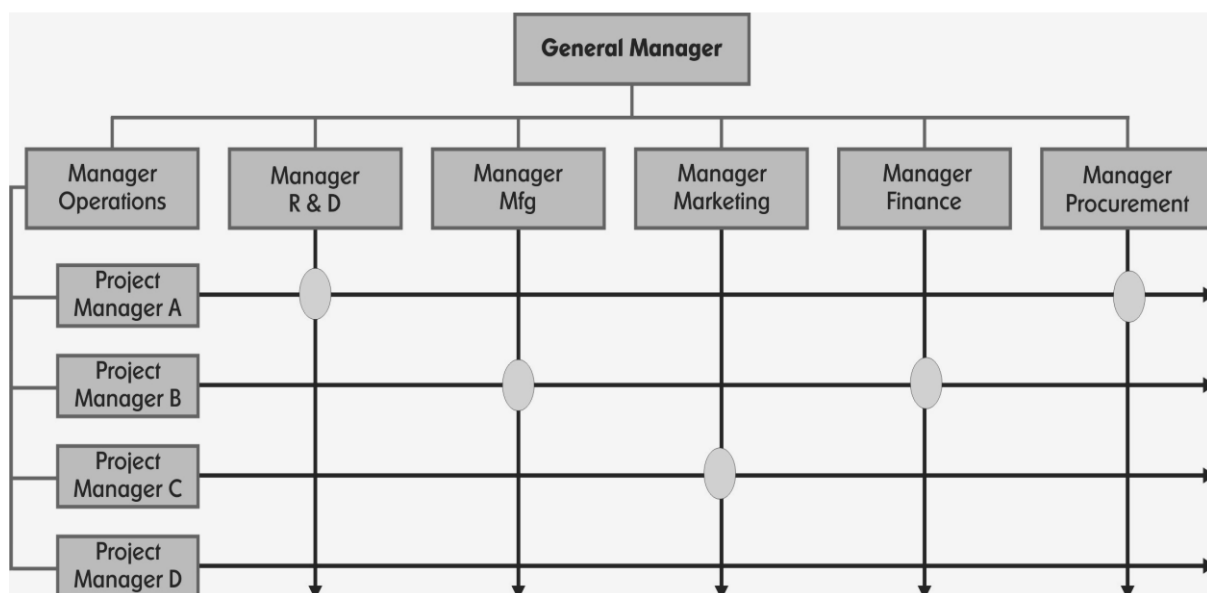 General Manager
Manager
Operations
Manager
R & D
Manager
Mfg
Manager
Marketing
Manager
Finance
Manager
Procurement
Project
Manager A
Project
Manager B
Project
Manager C
Project
Manager D